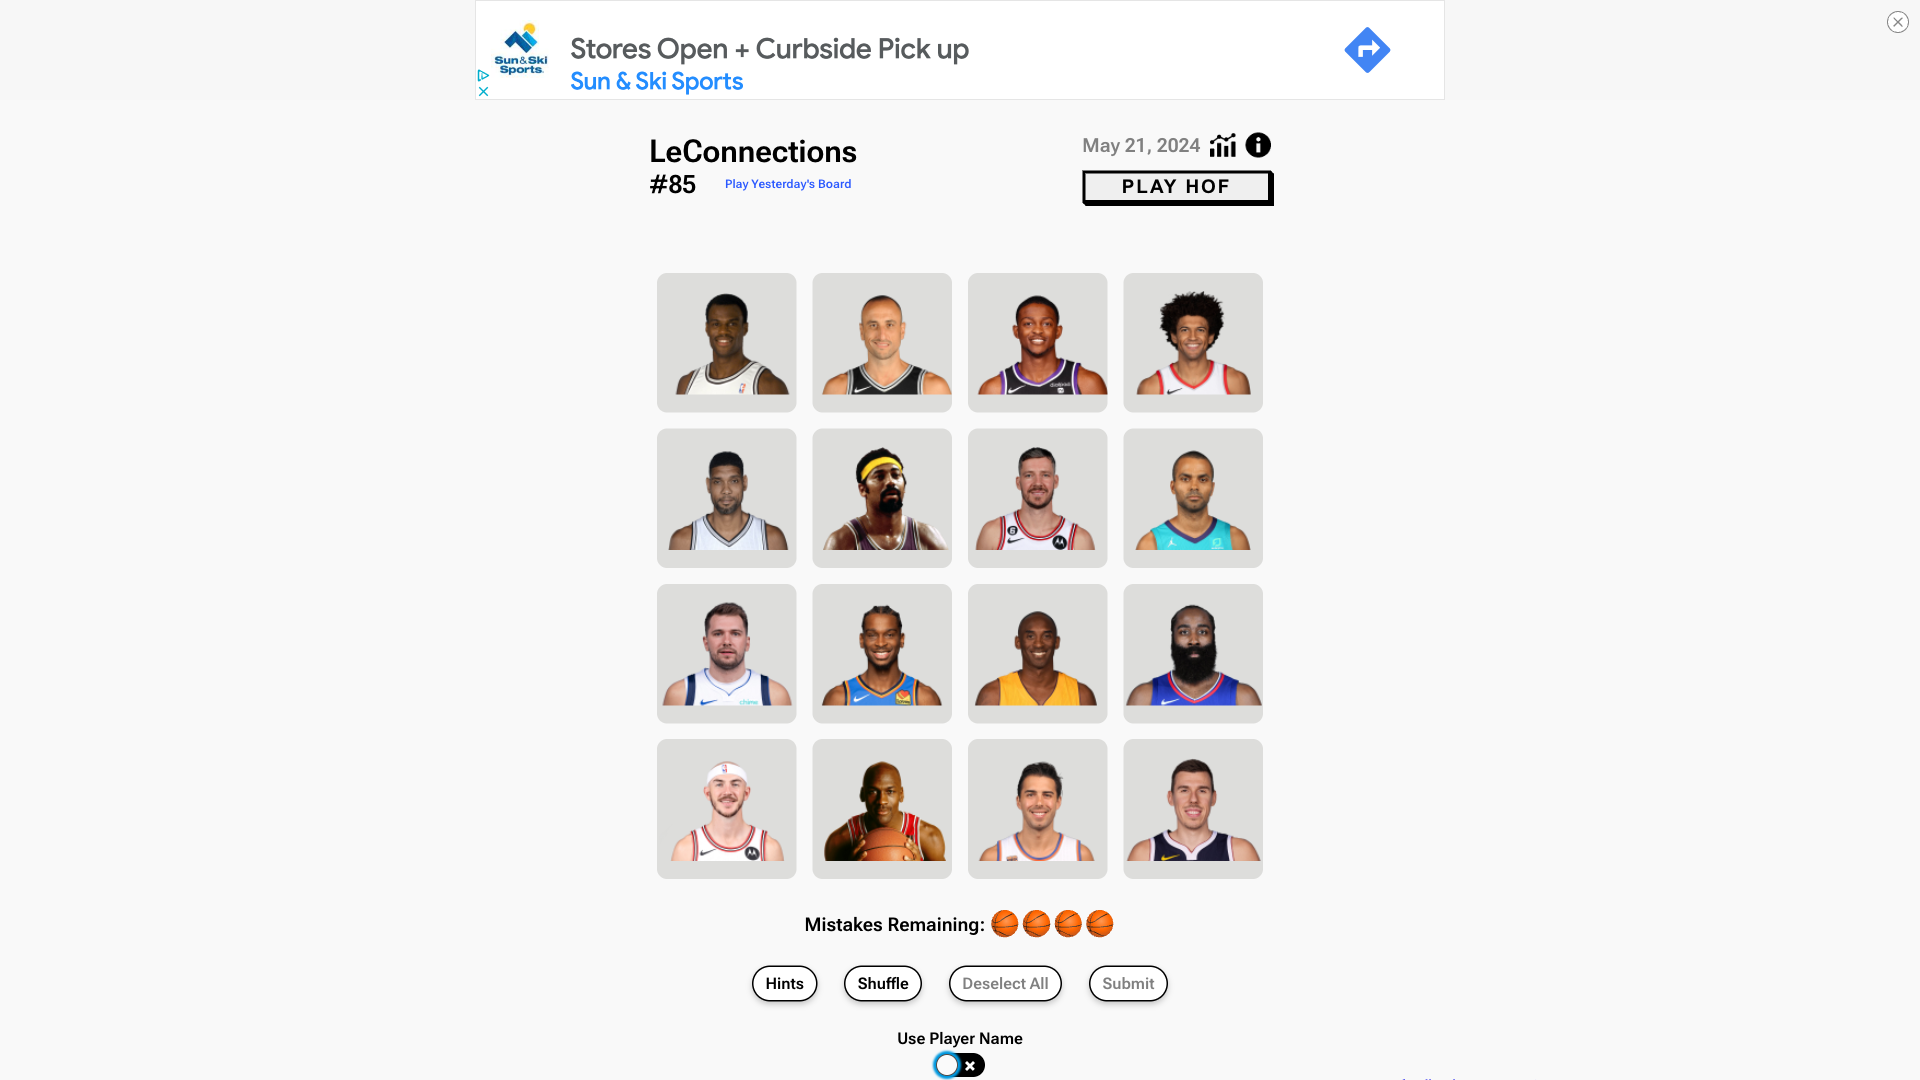 Sun&Ski
Sports.
Stores Open + Curbside Pick up
Sun & Ski Sports
LeConnections
#85
Play Yesterday's Board
May 21, 2024
PLAY HOF
Mistakes Remaining:
Hints
Shuffle
Deselect All
Submit
Use Player Name